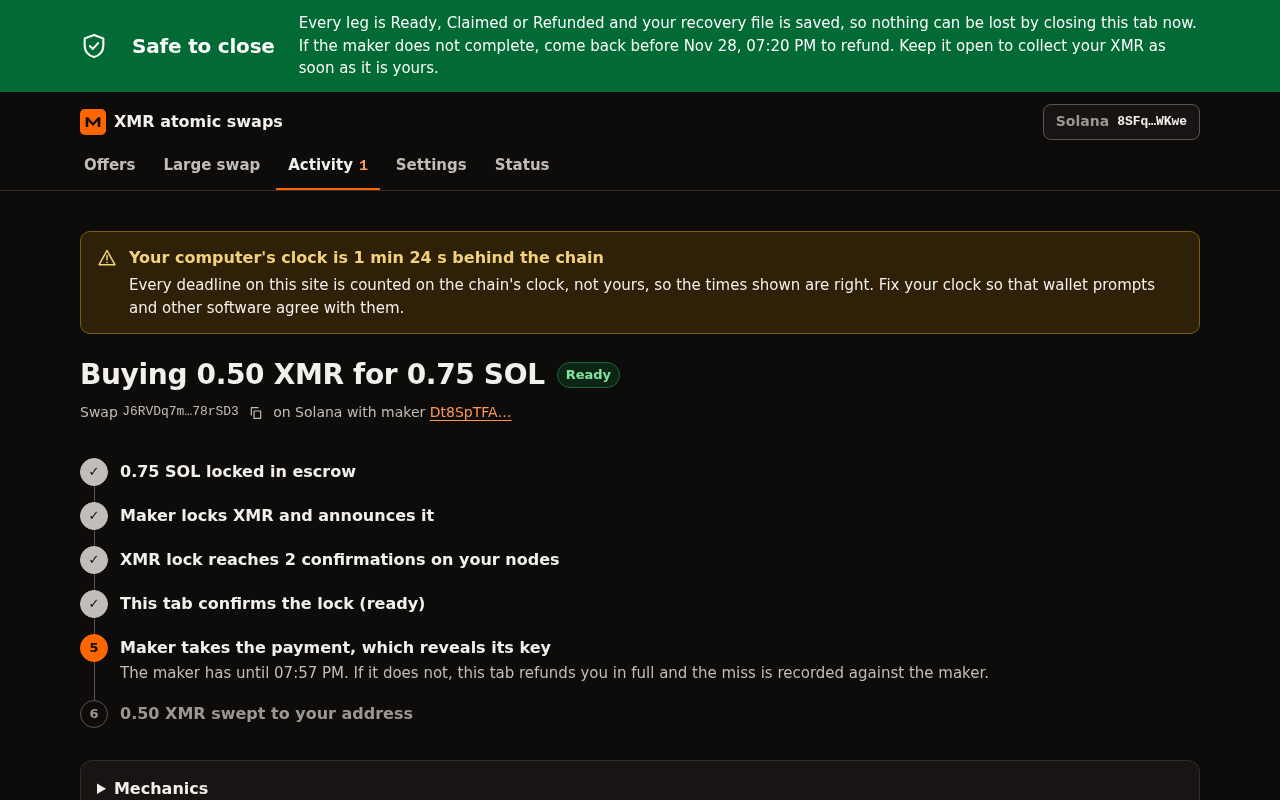 Safe to close
Every leg is Ready, Claimed or Refunded and your recovery file is saved, so nothing can be lost by closing this tab now.
If the maker does not complete, come back before Nov 28, 07:20 PM to refund. Keep it open to collect your XMR as
soon as it is yours.
XMR atomic swaps
Solana 8SFq…WKwe
Offers Large swap Activity 1 Settings Status
Your computer's clock is 1 min 24 s behind the chain
Every deadline on this site is counted on the chain's clock, not yours, so the times shown are right. Fix your clock so that wallet prompts
and other software agree with them.
Buying 0.50 XMR for 0.75 SOL Ready
Swap J6RVDq7m…78rSD3 on Solana with maker Dt8SpTFA…
✓ 0.75 SOL locked in escrow
✓ Maker locks XMR and announces it
✓ XMR lock reaches 2 confirmations on your nodes
✓ This tab confirms the lock (ready)
5 Maker takes the payment, which reveals its key
The maker has until 07:57 PM. If it does not, this tab refunds you in full and the miss is recorded against the maker.
6 0.50 XMR swept to your address
Mechanics